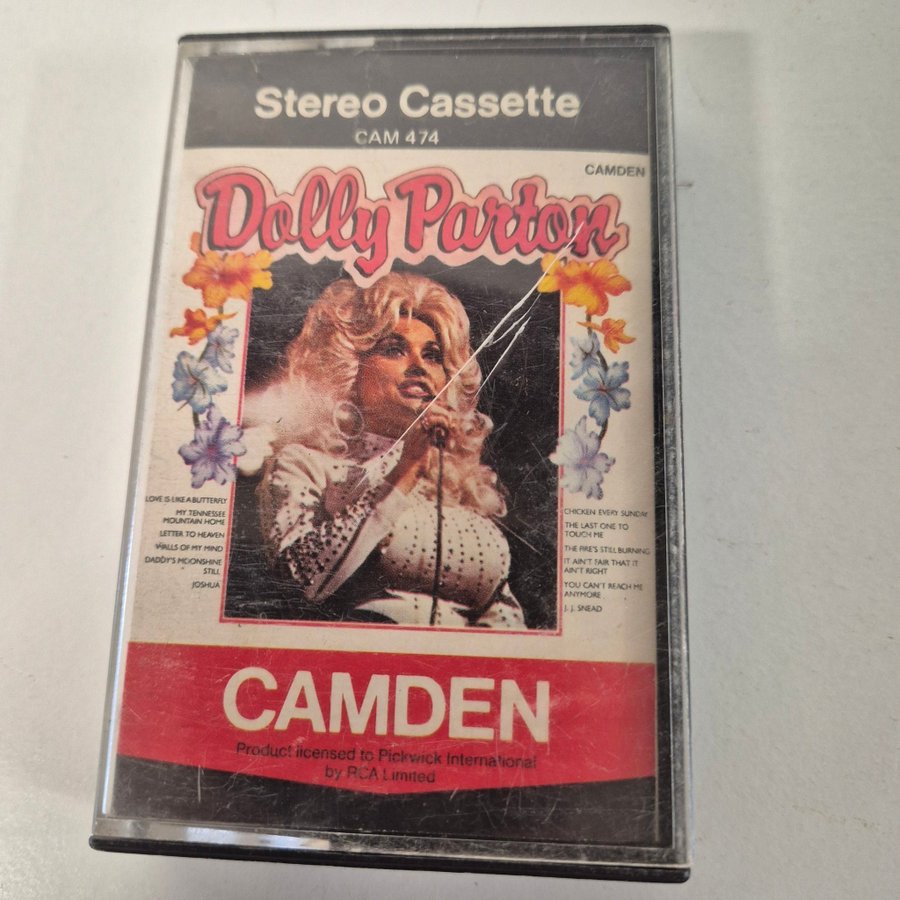 Stereo Cassette
CAM 474
CAMDEN
Dolly Parton
LOVE IS LIKE A BUTTERFLY
MY TENNESSEE
MOUNTAIN HOME
LETTER TO HEAVEN
WALLS OF MY MIND
DADDY'S MOONSHINE
STILL
JOSHUA
CHICKEN EVERY SUNDAY
THE LAST ONE TO
TOUCH ME
THE FIRE'S STILL BURNING
IT AIN'T FAIR THAT IT
AIN'T RIGHT
YOU CAN'T REACH ME
ANYMORE
J. J. SNEAD
CAMDEN
Product licensed to Pickwick International
by RCA Limited